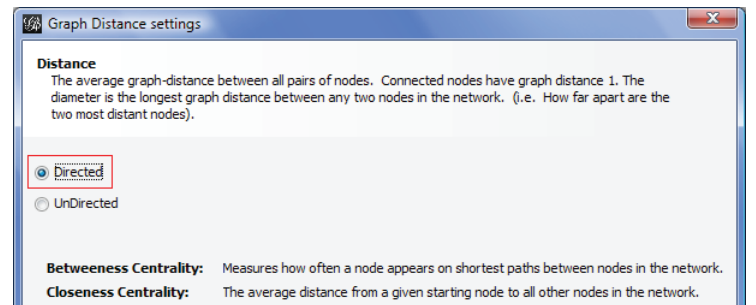 Graph Distance settings
Distance
The average graph-distance between all pairs of nodes. Connected nodes have graph distance 1. The
diameter is the longest graph distance between any two nodes in the network. (i.e. How far apart are the
two most distant nodes).
Directed
UnDirected
Betweeness Centrality: Measures how often a node appears on shortest paths between nodes in the network.
Closeness Centrality: The average distance from a given starting node to all other nodes in the network.